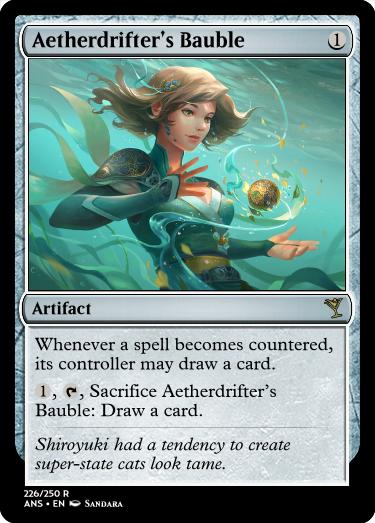 Aetherdrifter's Bauble 1
Artifact
Whenever a spell becomes countered,
its controller may draw a card.
1 , , Sacrifice Aetherdrifter's
Bauble: Draw a card.
Shiroyuki had a tendency to create
super-state cats look tame.
226/250 R
ANS • EN Sandara